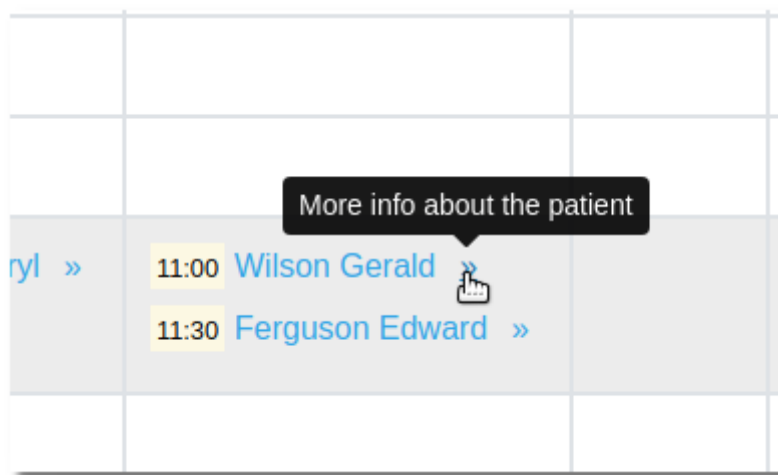 More info about the patient
ryl »
11:00 Wilson Gerald »
11:30 Ferguson Edward »